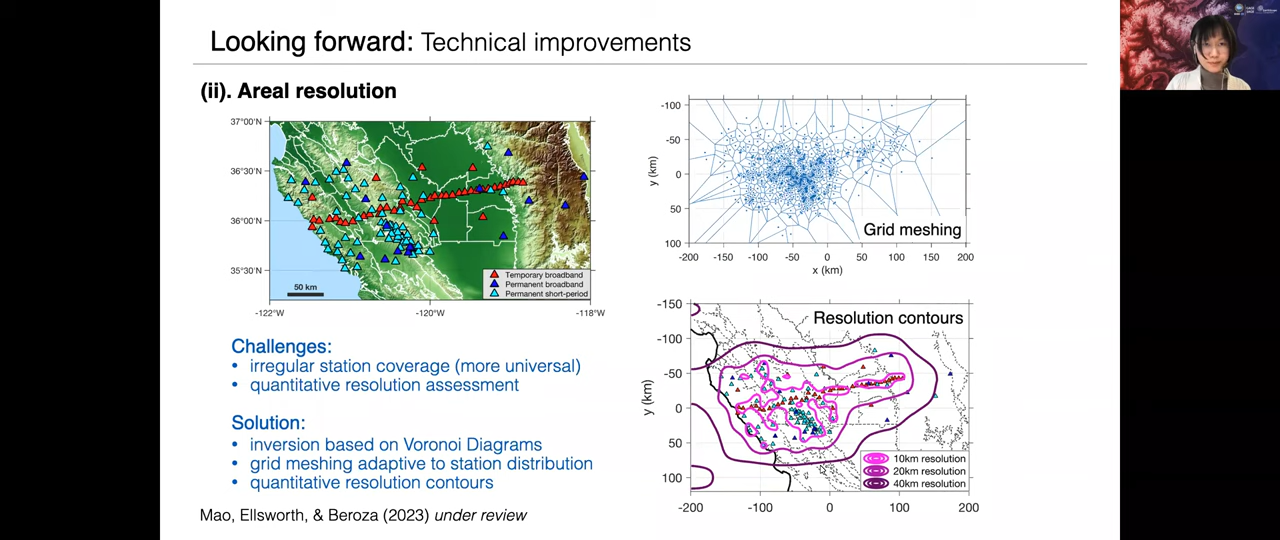 Looking forward: Technical improvements
(ii). Areal resolution
37°00'N
36°30'N
36°00'N
35°30'N
-122°W
-120°W
-118°W
50 km
Temporary broadband
Permanent broadband
Permanent short-period
Challenges:
• irregular station coverage (more universal)
• quantitative resolution assessment
Solution:
• inversion based on Voronoi Diagrams
• grid meshing adaptive to station distribution
• quantitative resolution contours
Mao, Ellsworth, & Beroza (2023) under review
-100
-50
0
50
100
y (km)
-200 -150 -100 -50 0 50 100 150 200
x (km)
Grid meshing
-150
-100
-50
0
50
100
y (km)
-200 -100 0 100 200
Resolution contours
10km resolution
20km resolution
40km resolution